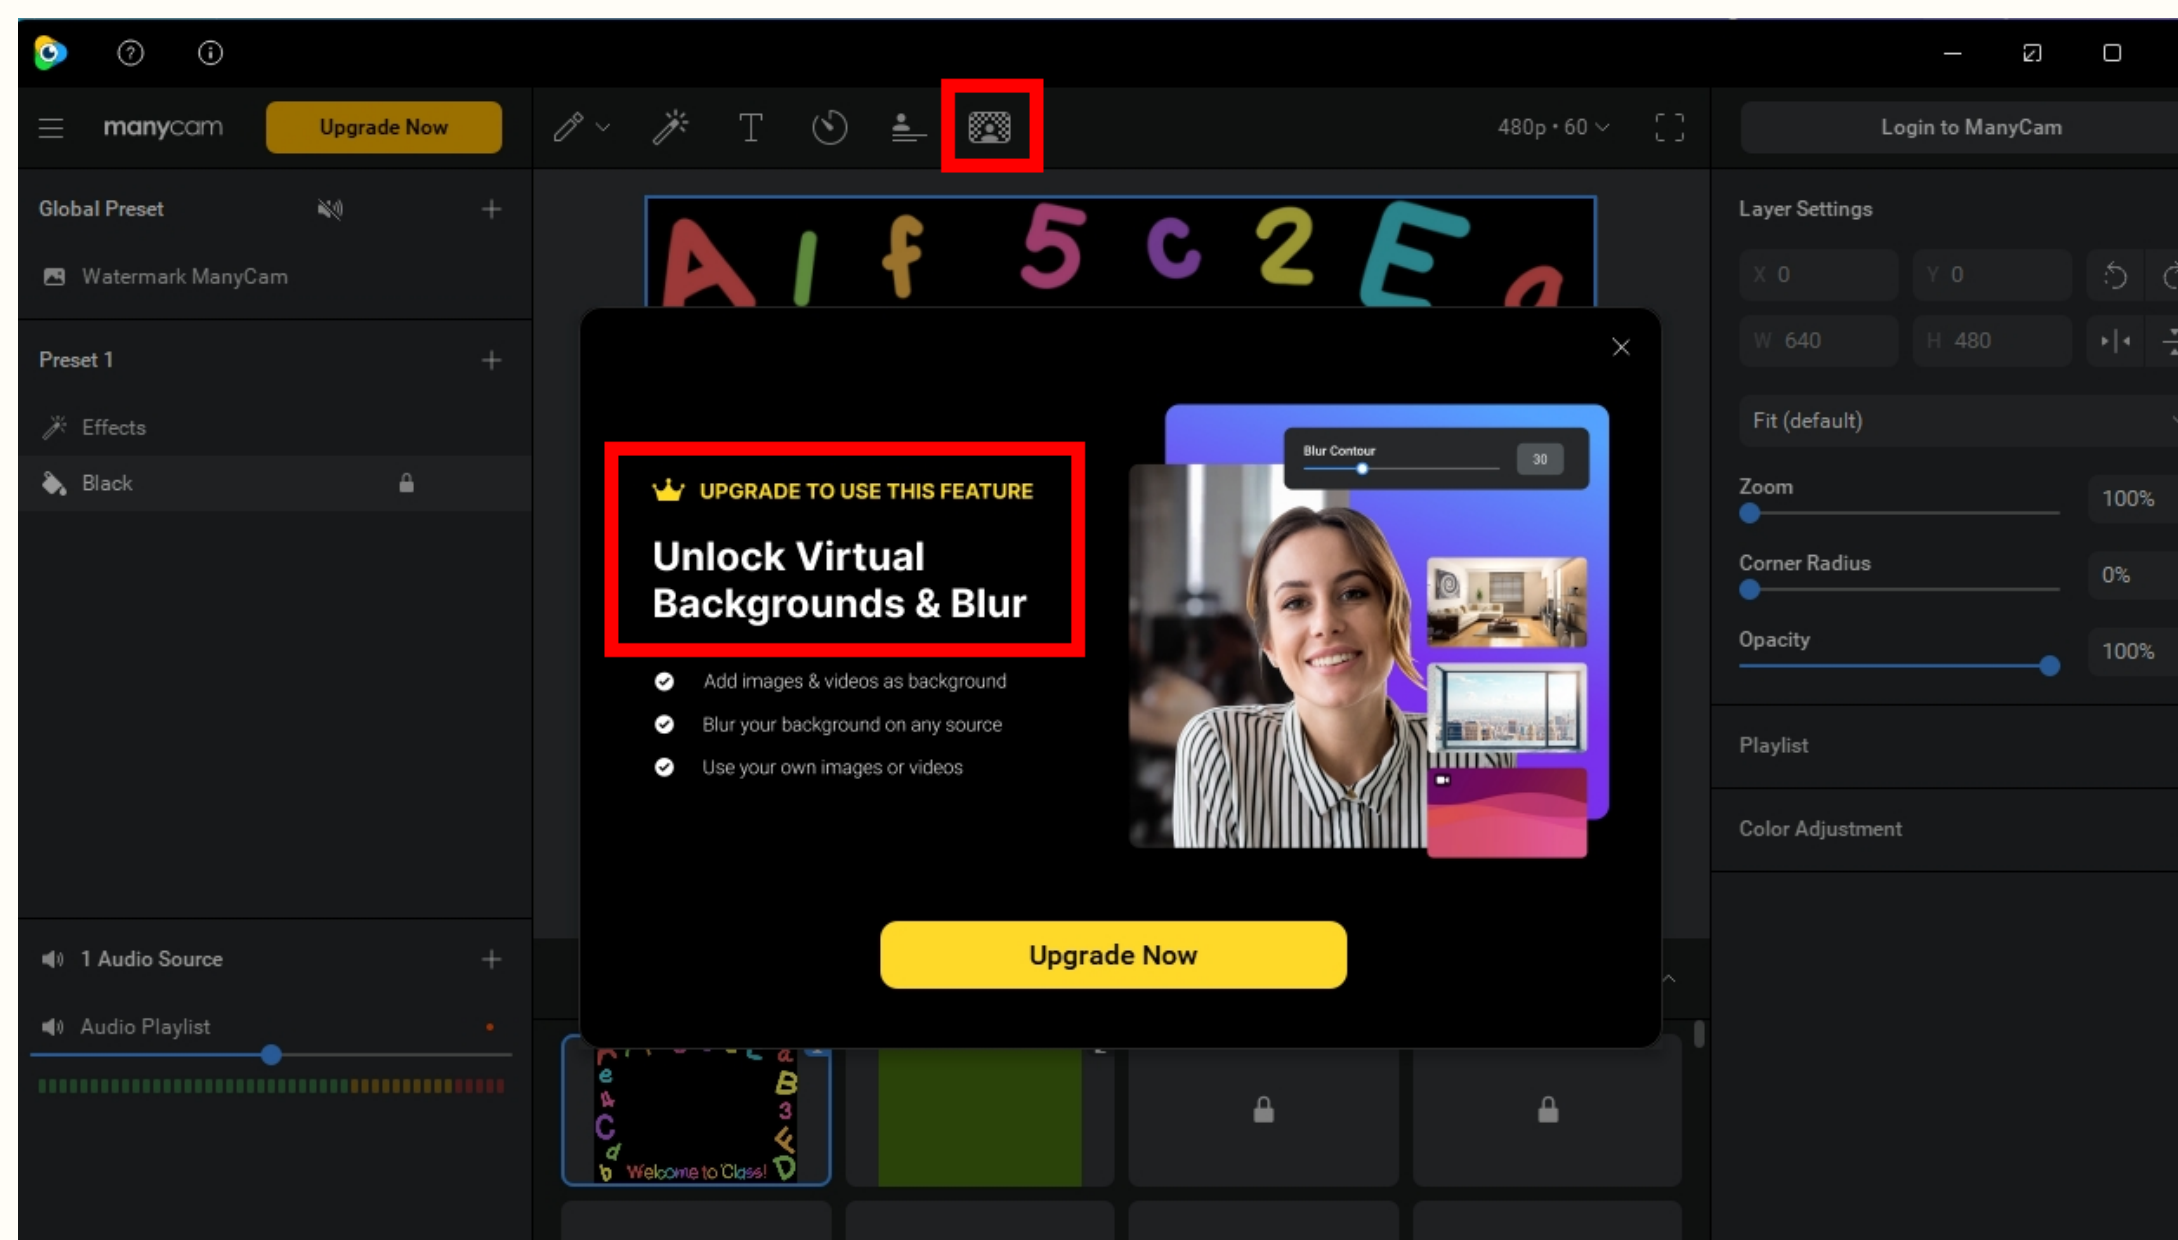 manycam
Upgrade Now
480p • 60
Login to ManyCam
Global Preset
Watermark ManyCam
Preset 1
Effects
Black
1 Audio Source
Audio Playlist
A l f 5 c 2 E a
UPGRADE TO USE THIS FEATURE
Unlock Virtual
Backgrounds & Blur
Add images & videos as background
Blur your background on any source
Use your own images or videos
Blur Contour
30
Upgrade Now
Welcome to Class!
Layer Settings
X 0
Y 0
W 640
H 480
Fit (default)
Zoom
100%
Corner Radius
0%
Opacity
100%
Playlist
Color Adjustment